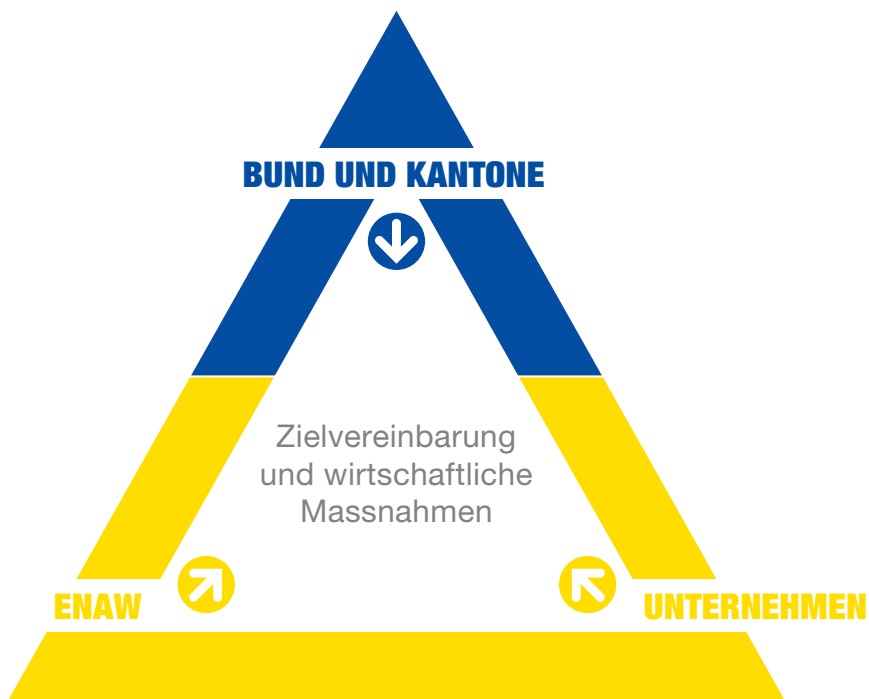 BUND UND KANTONE
Zielvereinbarung
und wirtschaftliche
Massnahmen
ENAW
UNTERNEHMEN